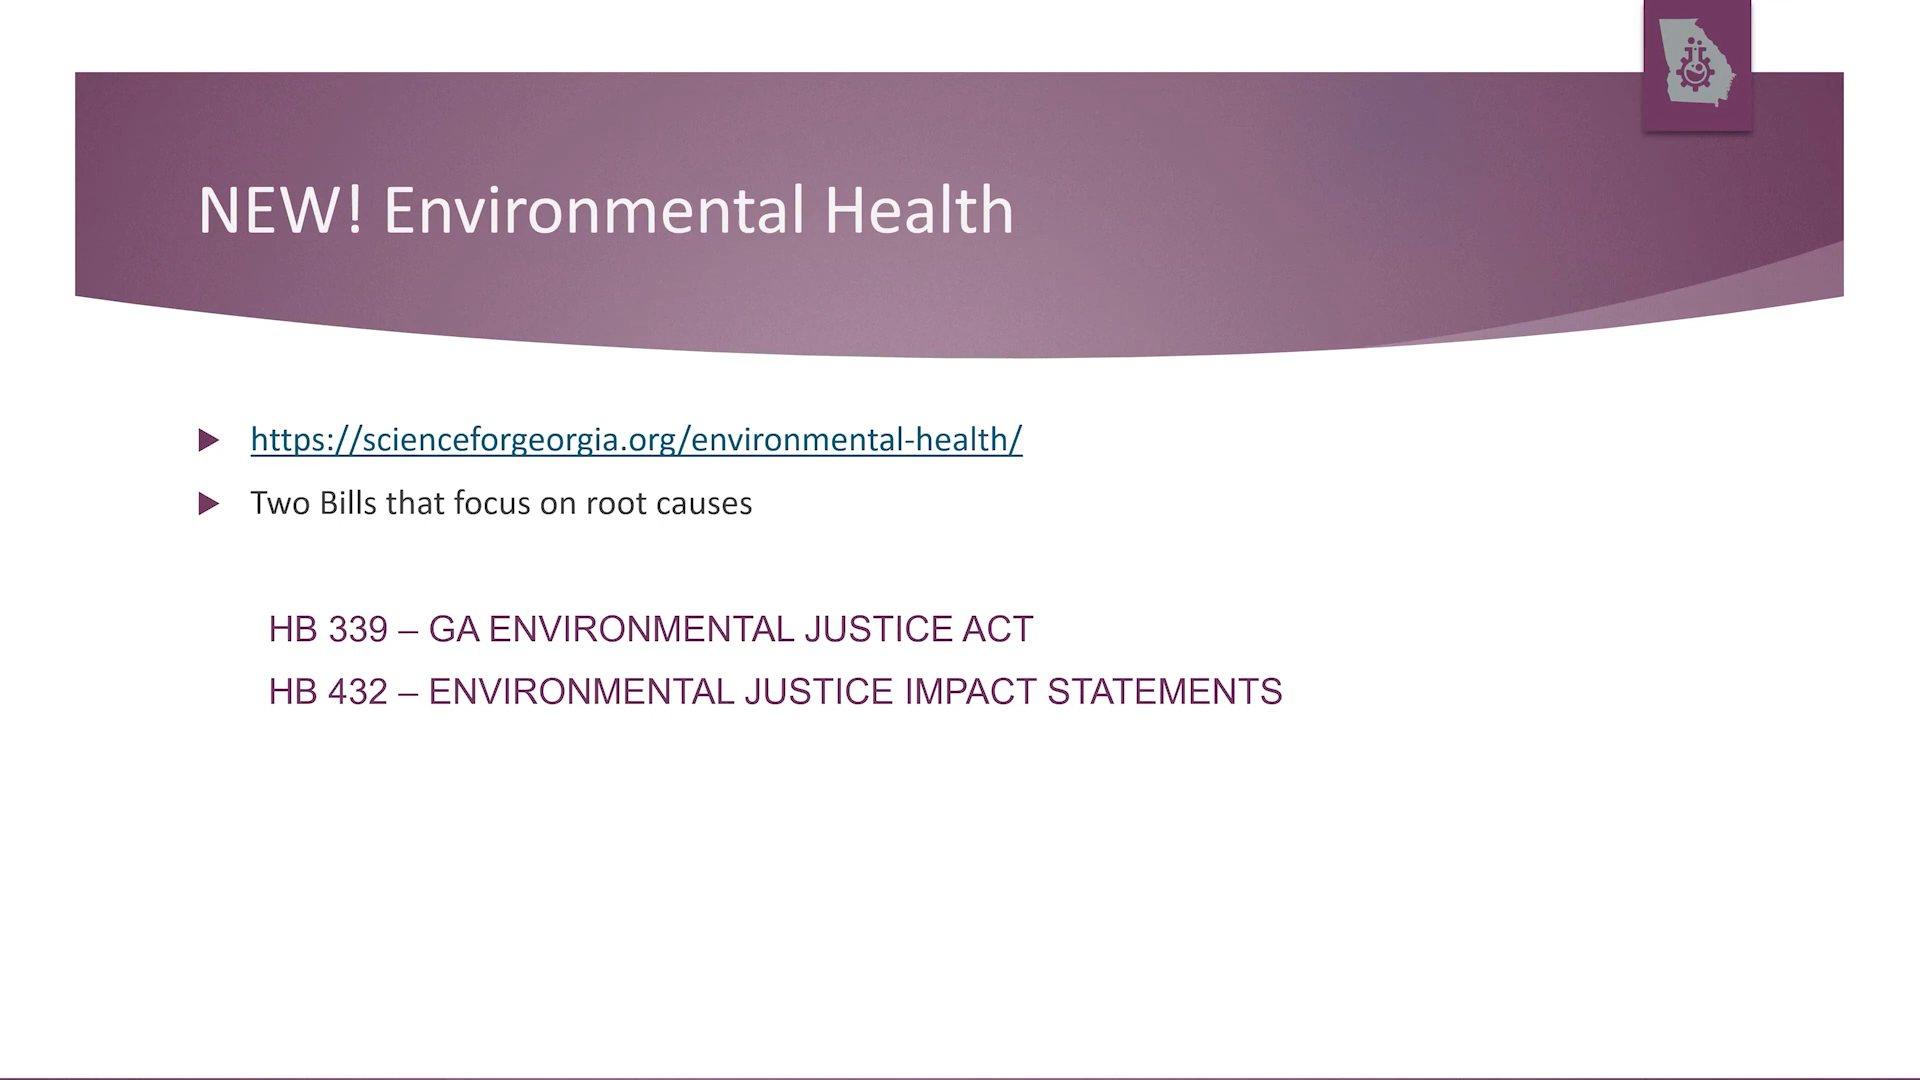 NEW! Environmental Health
https://scienceforgeorgia.org/environmental-health/
Two Bills that focus on root causes
HB 339 – GA ENVIRONMENTAL JUSTICE ACT
HB 432 – ENVIRONMENTAL JUSTICE IMPACT STATEMENTS